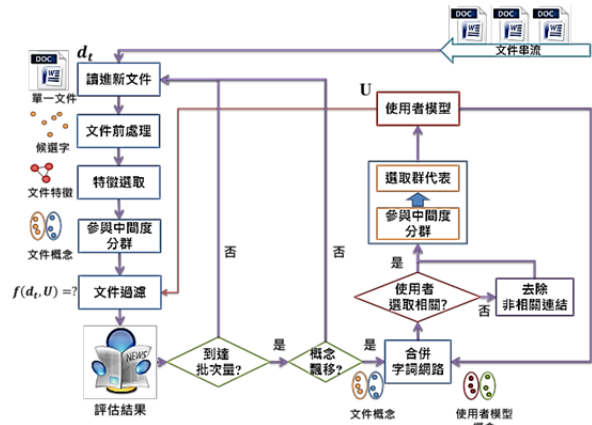 DOC DOC DOC
文件串流
d_t
DOC
讀進新文件
單一文件
U
使用者模型
候選字
文件前處理
文件特徵
特徵選取
選取群代表
參與中間度
分群
文件概念
參與中間度
分群
否
否
是
f(d_t, U) =?
文件過濾
使用者
選取相關?
否
去除
非相關連結
NEWS
到達
批次量?
是
概念
飄移?
是
合併
字詞網路
評估結果
文件概念
使用者模型